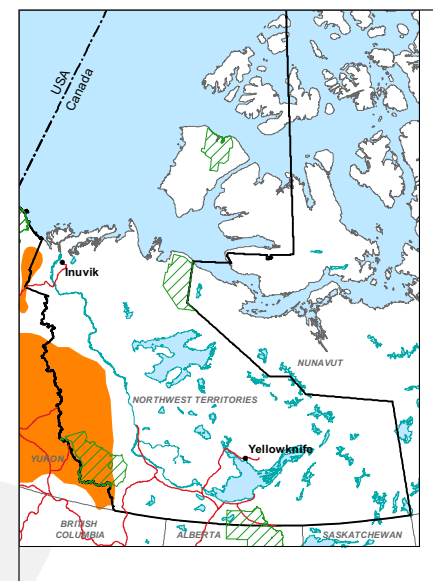 USA
Canada
Inuvik
NUNAVUT
NORTHWEST TERRITORIES
Yellowknife
YUKON
BRITISH
COLUMBIA
ALBERTA
SASKATCHEWAN